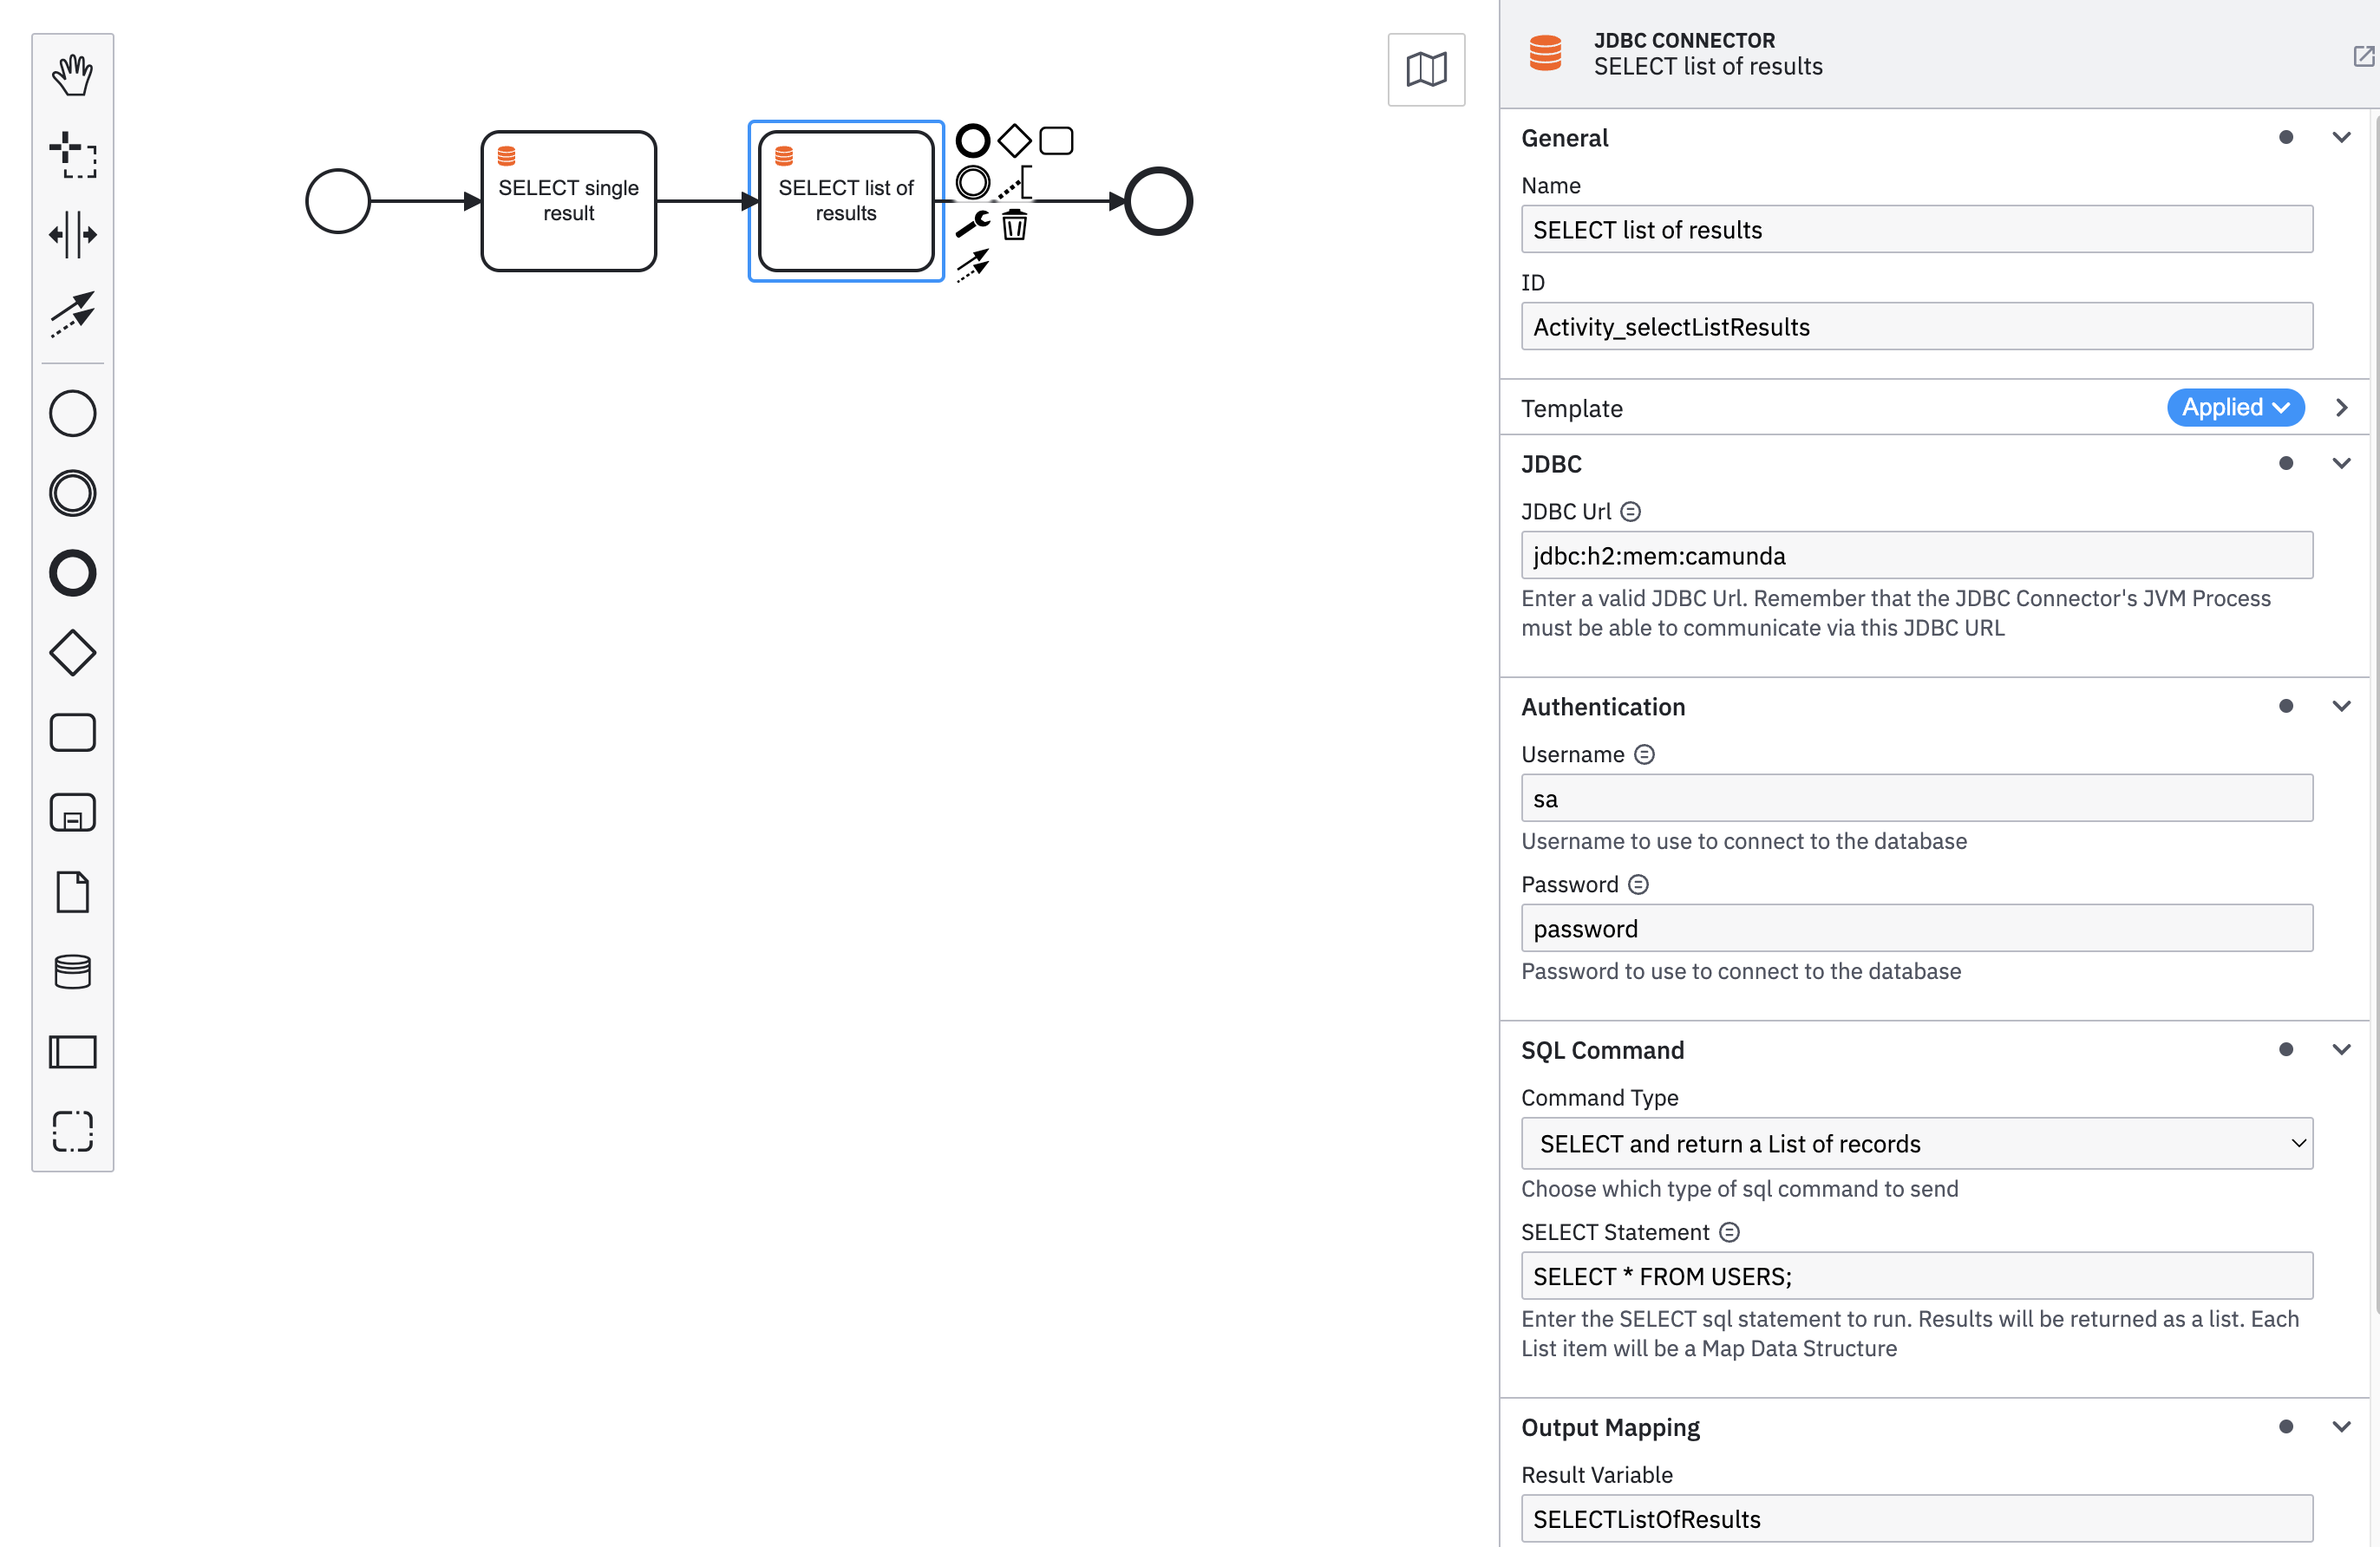 SELECT single
result
SELECT list of
results
JDBC CONNECTOR
SELECT list of results
General
Name
SELECT list of results
ID
Activity_selectListResults
Template
Applied
JDBC
JDBC Url
jdbc:h2:mem:camunda
Enter a valid JDBC Url. Remember that the JDBC Connector's JVM Process
must be able to communicate via this JDBC URL
Authentication
Username
sa
Username to use to connect to the database
Password
password
Password to use to connect to the database
SQL Command
Command Type
SELECT and return a List of records
Choose which type of sql command to send
SELECT Statement
SELECT * FROM USERS;
Enter the SELECT sql statement to run. Results will be returned as a list. Each
List item will be a Map Data Structure
Output Mapping
Result Variable
SELECTListOfResults